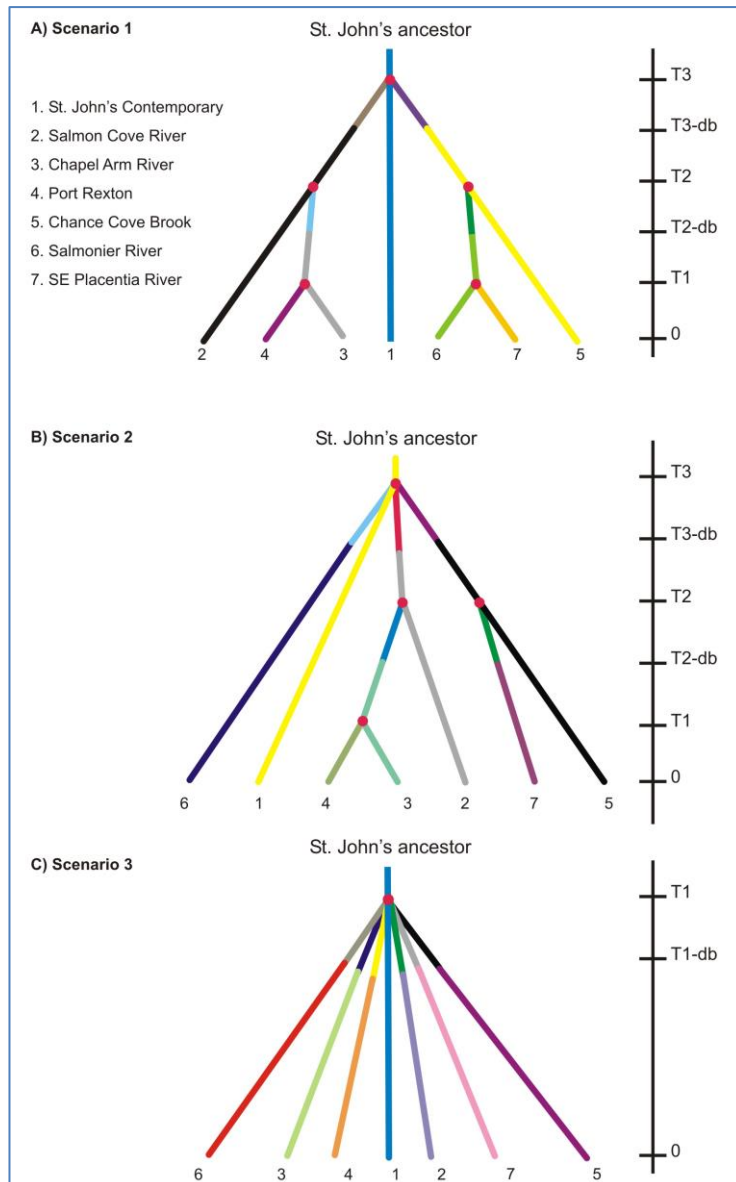 A) Scenario 1
St. John's ancestor
1. St. John's Contemporary
2. Salmon Cove River
3. Chapel Arm River
4. Port Rexton
5. Chance Cove Brook
6. Salmonier River
7. SE Placentia River
T3
T3-db
T2
T2-db
T1
0
2 4 3 1 6 7 5
B) Scenario 2
St. John's ancestor
T3
T3-db
T2
T2-db
T1
0
6 1 4 3 2 7 5
St. John's ancestor
C) Scenario 3
T1
T1-db
0
6 3 4 1 2 7 5